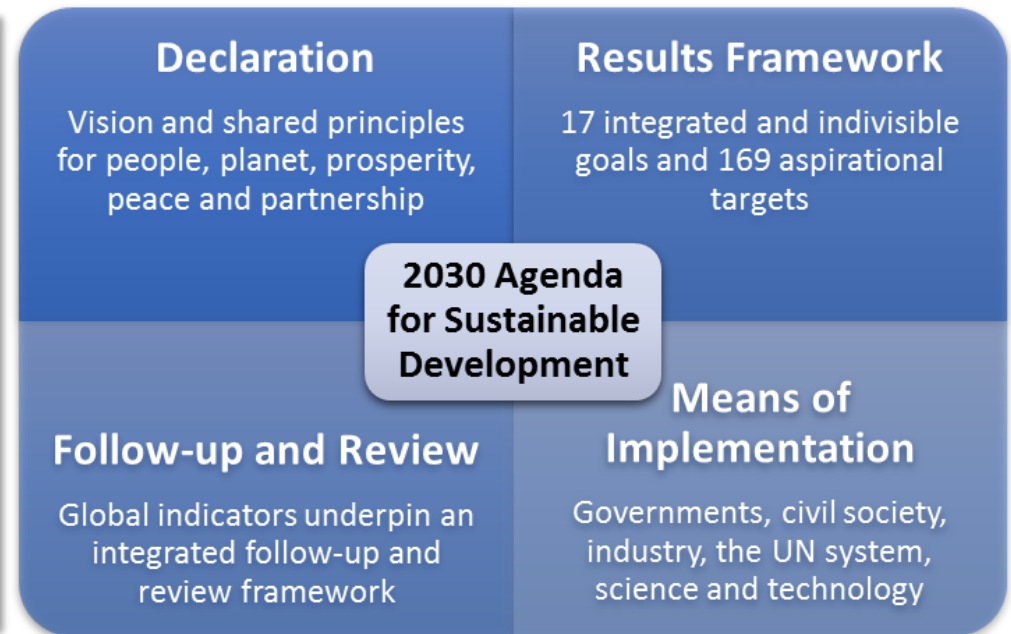 Declaration
Vision and shared principles
for people, planet, prosperity,
peace and partnership
Results Framework
17 integrated and indivisible
goals and 169 aspirational
targets
2030 Agenda
for Sustainable
Development
Follow-up and Review
Global indicators underpin an
integrated follow-up and
review framework
Means of
Implementation
Governments, civil society,
industry, the UN system,
science and technology